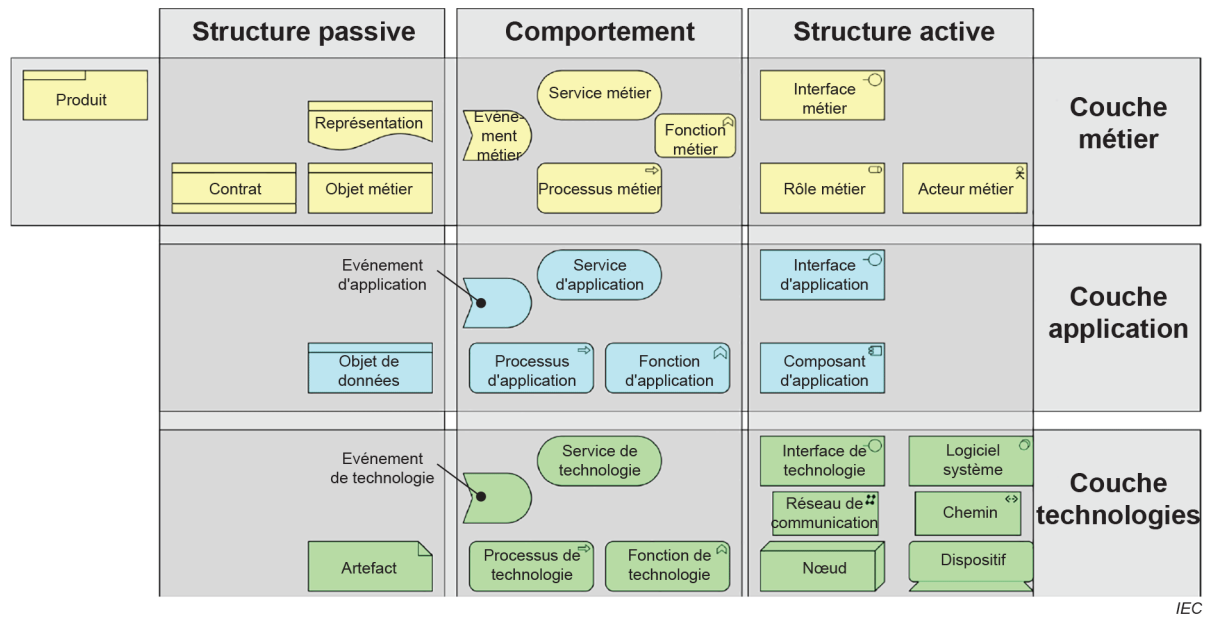 Structure passive
Comportement
Structure active
Produit
Représentation
Contrat
Objet métier
Evéne-
ment
métier
Service métier
Fonction
métier
Processus métier
Interface
métier
Rôle métier
Acteur métier
Couche
métier
Evénement
d'application
Service
d'application
Interface
d'application
Objet de
données
Processus
d'application
Fonction
d'application
Composant
d'application
Couche
application
Evénement
de technologie
Service de
technologie
Interface de
technologie
Logiciel
système
Réseau de
communication
Chemin
Artefact
Processus de
technologie
Fonction de
technologie
Nœud
Dispositif
Couche
technologies
IEC